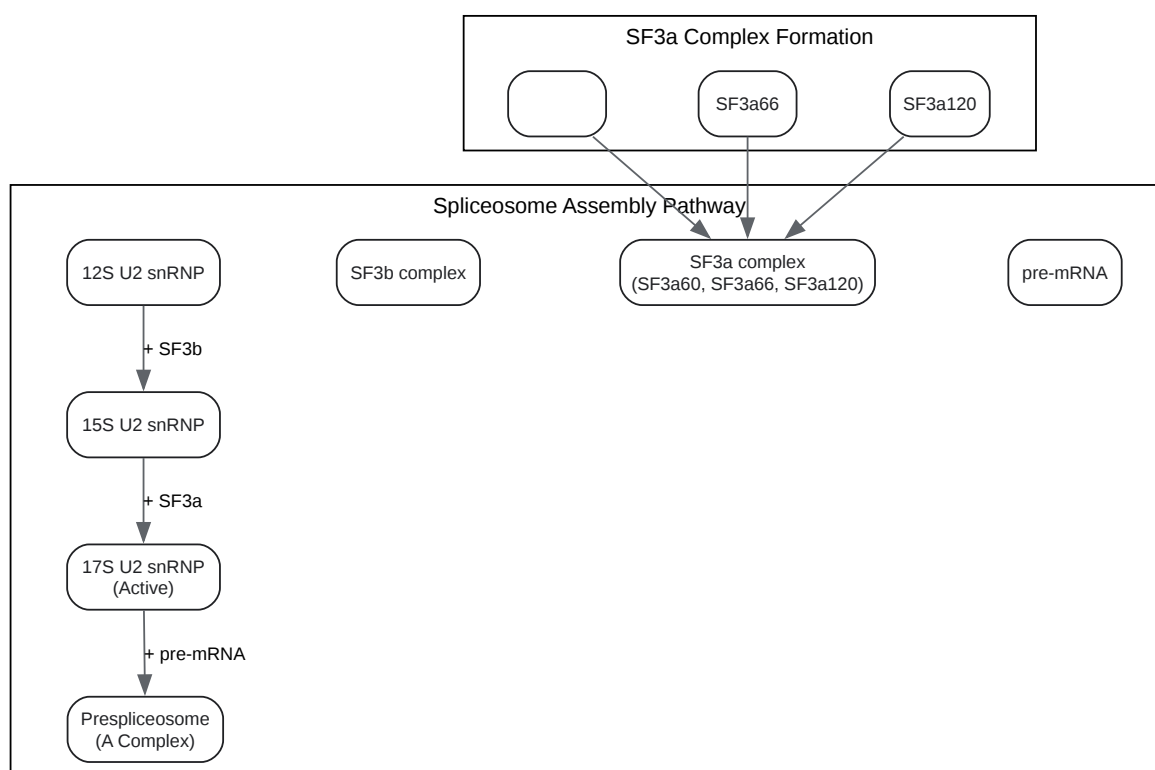 SF3a Complex Formation
SF3a66
SF3a120
Spliceosome Assembly Pathway
12S U2 snRNP
SF3b complex
SF3a complex
(SF3a60, SF3a66, SF3a120)
pre-mRNA
+ SF3b
15S U2 snRNP
+ SF3a
17S U2 snRNP
(Active)
+ pre-mRNA
Prespliceosome
(A Complex)